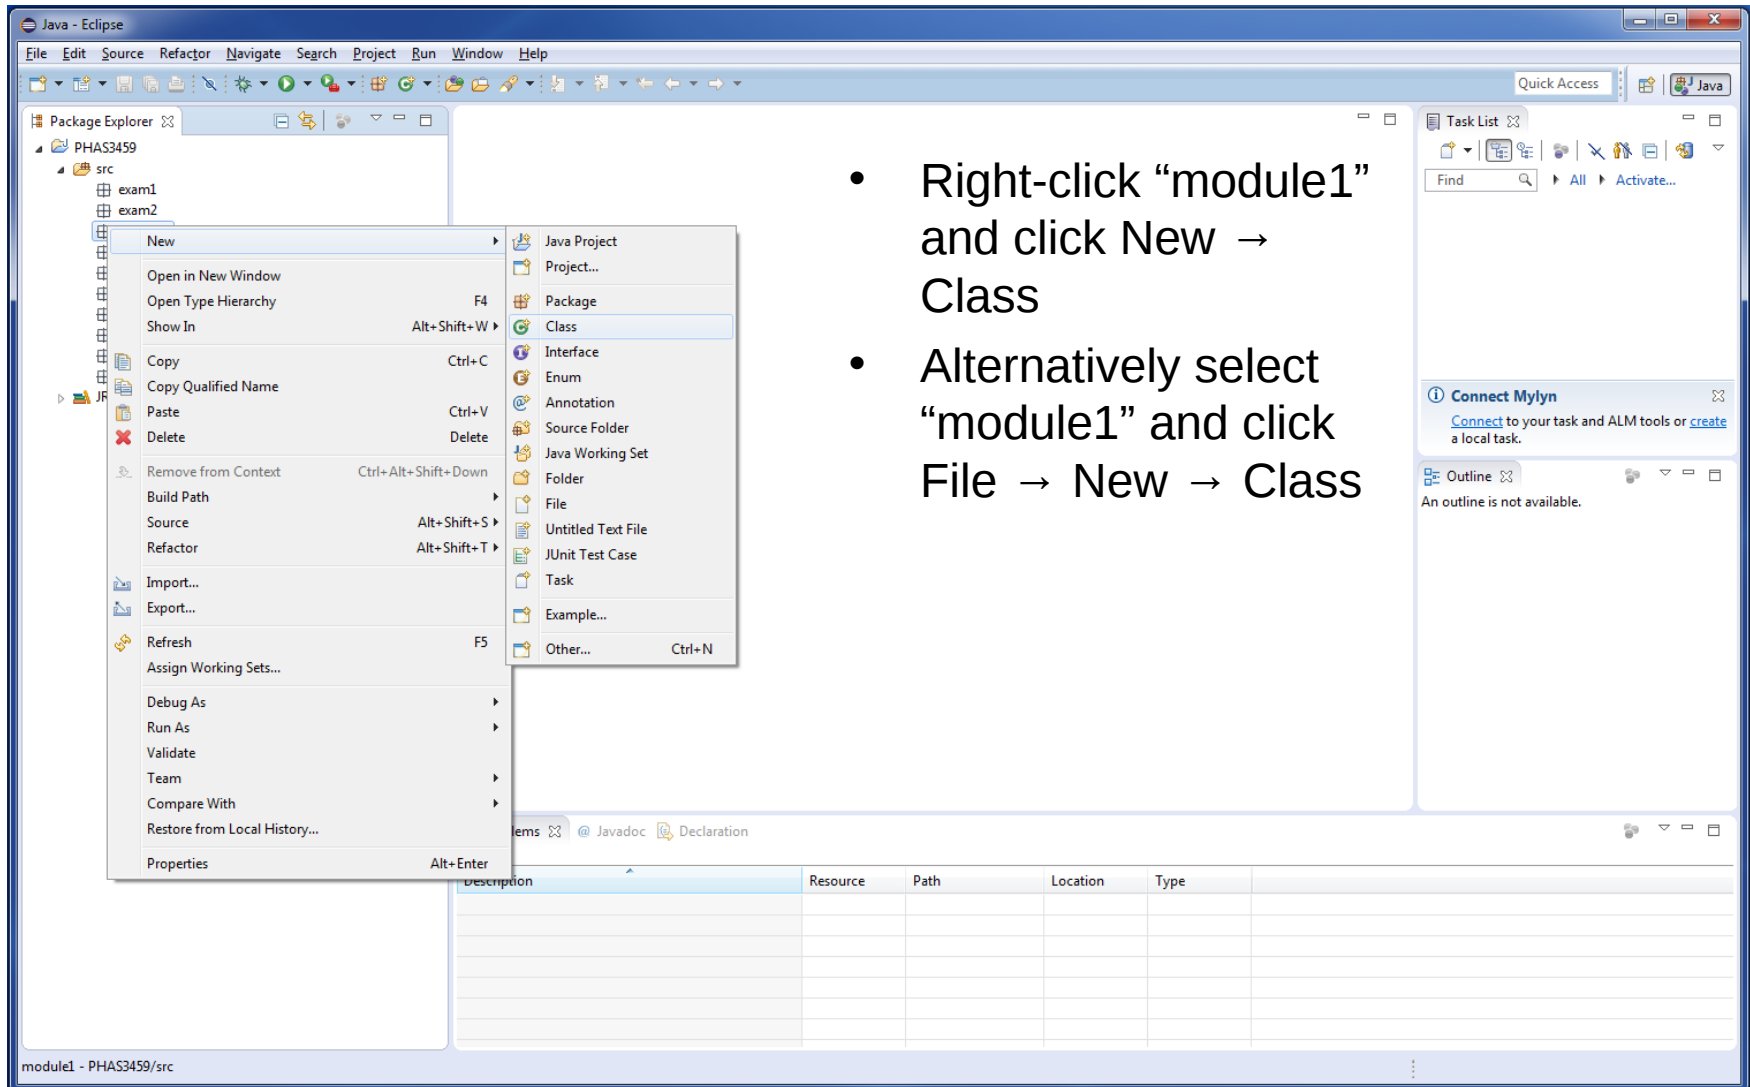 Java - Eclipse
File Edit Source Refactor Navigate Search Project Run Window Help
Quick Access
Java
Package Explorer
PHAS3459
src
exam1
exam2
New
Open in New Window
Open Type Hierarchy F4
Show In Alt+Shift+W
Copy Ctrl+C
Copy Qualified Name
Paste Ctrl+V
Delete Delete
Remove from Context Ctrl+Alt+Shift+Down
Build Path
Source Alt+Shift+S
Refactor Alt+Shift+T
Import...
Export...
Refresh F5
Assign Working Sets...
Debug As
Run As
Validate
Team
Compare With
Restore from Local History...
Properties Alt+Enter
Java Project
Project...
Package
Class
Interface
Enum
Annotation
Source Folder
Java Working Set
Folder
File
Untitled Text File
JUnit Test Case
Task
Example...
Other... Ctrl+N
• Right-click “module1”
and click New →
Class
• Alternatively select
“module1” and click
File → New → Class
Task List
Find All Activate...
Connect Mylyn
Connect to your task and ALM tools or create
a local task.
Outline
An outline is not available.
@ Javadoc Declaration
Description Resource Path Location Type
module1 - PHAS3459/src